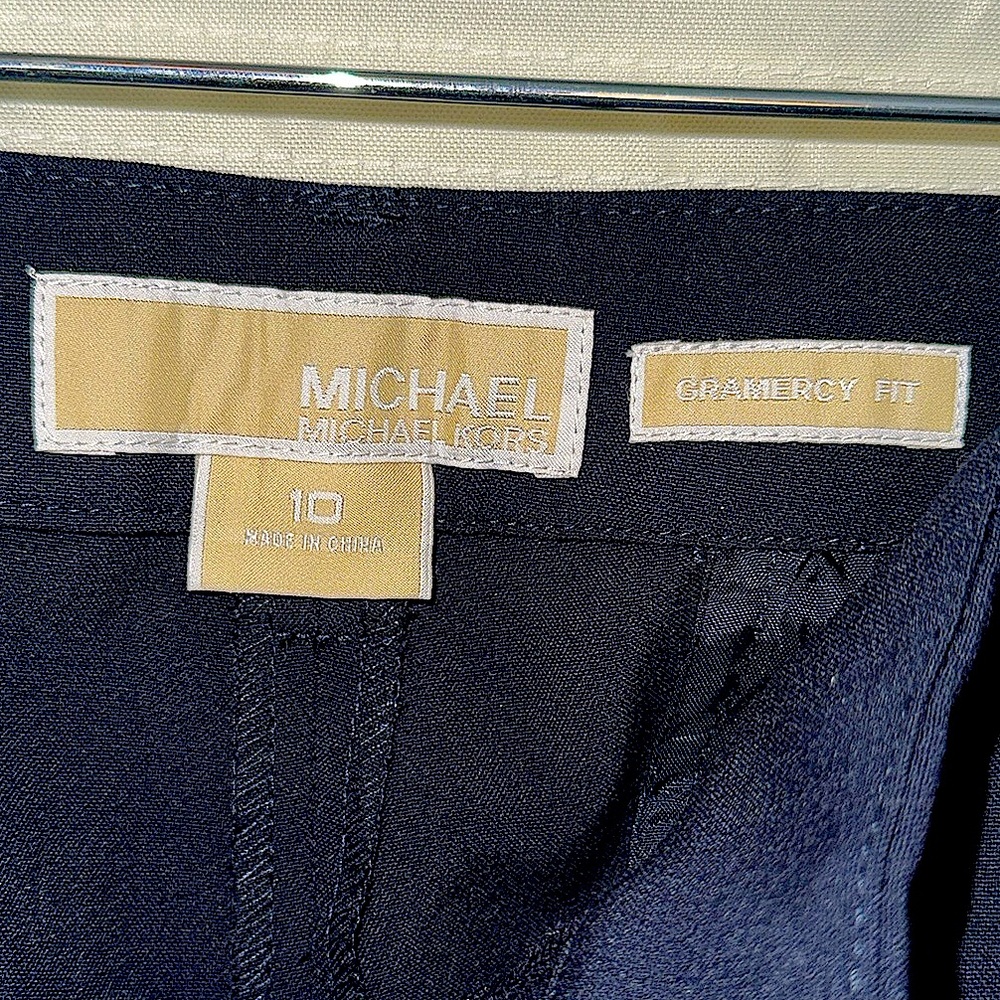 MICHAEL
MICHAEL KORS
GRAMERCY FIT
10
MADE IN CHINA